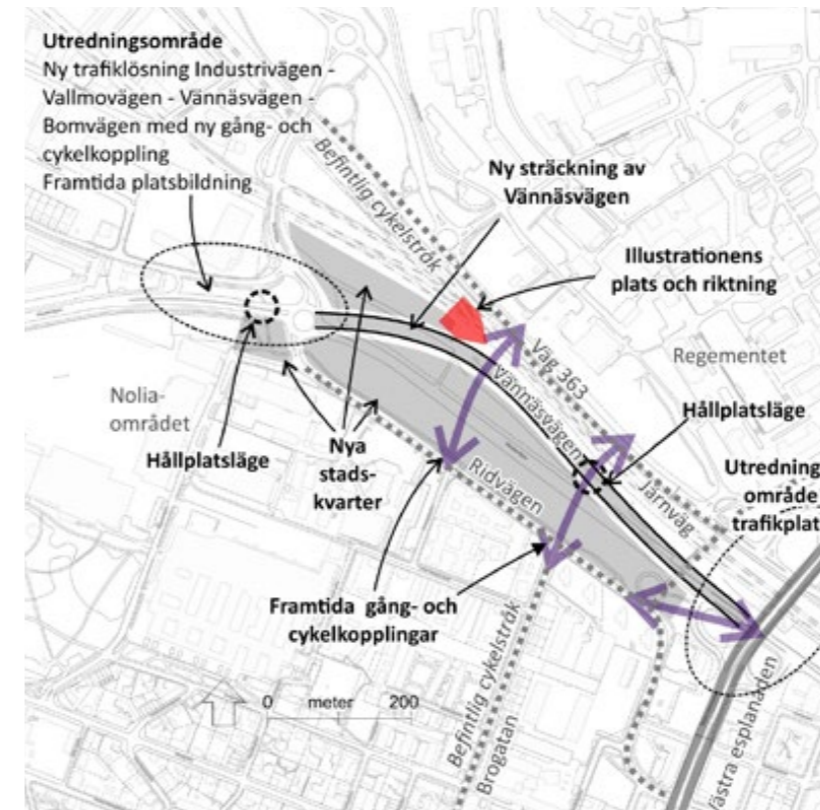 Utredningsområde
Ny trafiklösning Industrivägen -
Vallmovägen - Vännäsvägen -
Bomvägen med ny gång- och
cykelkoppling
Framtida platsbildning
Befintlig cykelstråk
Ny sträckning av
Vännäsvägen
Illustrationens
plats och riktning
Väg 363
Regementet
Vännäsvägen
Hållplatsläge
Nolia-
området
Hållplatsläge
Nya
stads-
kvarter
Ridvägen
Järnväg
Utredning
område
trafikplat
Framtida gång- och
cykelkopplingar
0 meter 200
Befintlig cykelstråk
Brogatan
ästra esplanaden